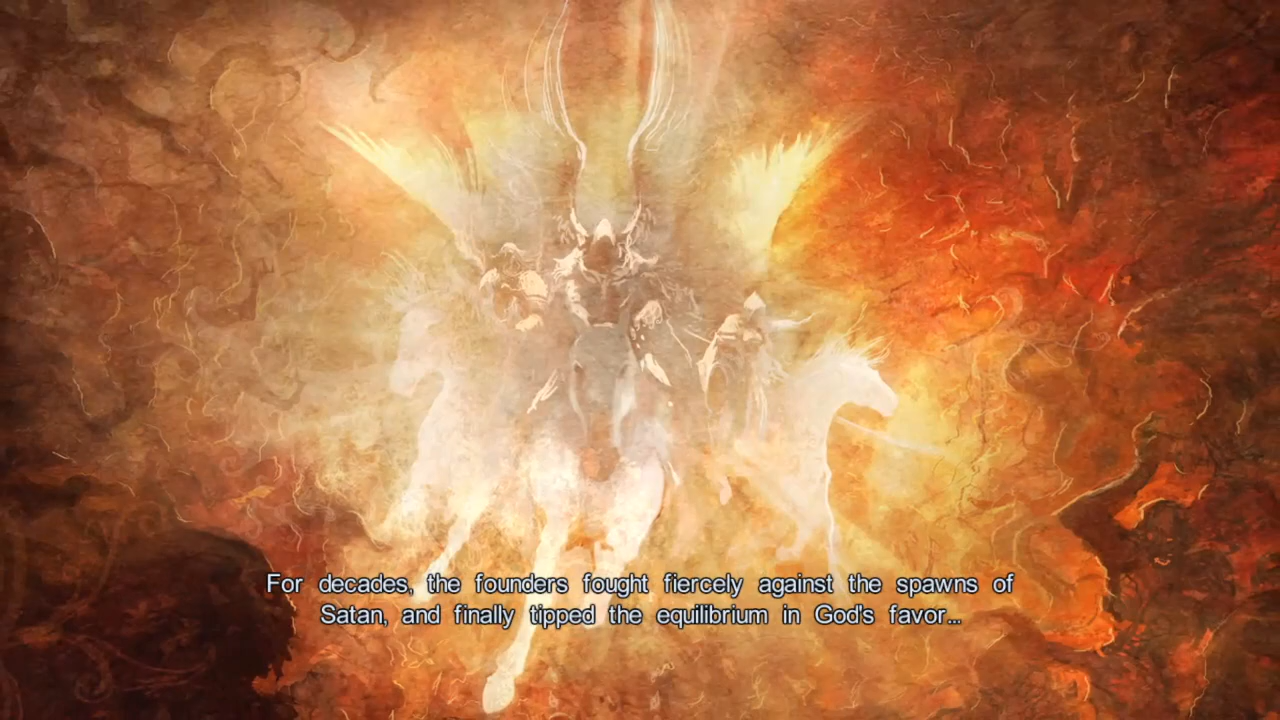 For decades, the founders fought fiercely against the spawns of
Satan, and finally tipped the equilibrium in God's favor...